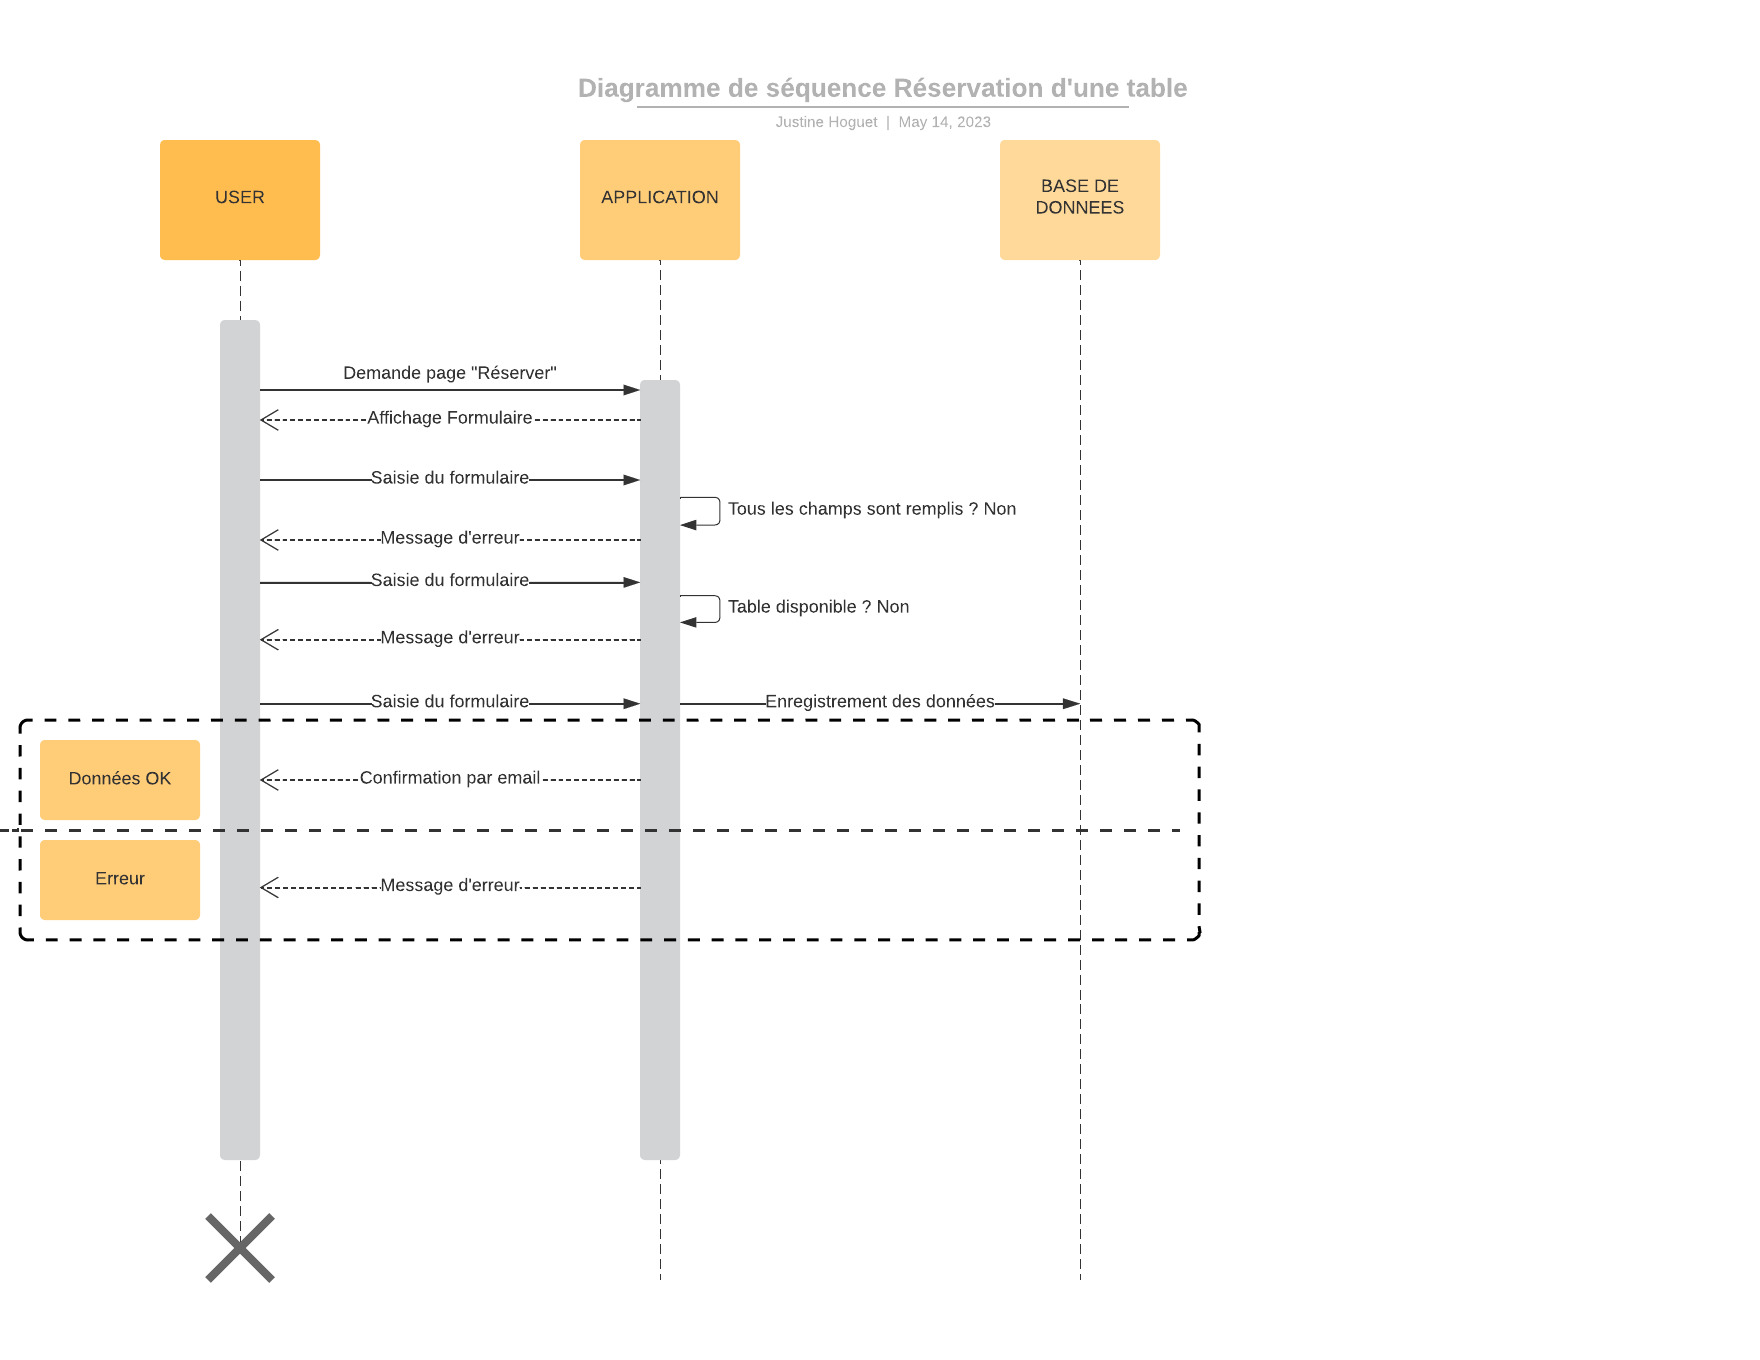 Diagramme de séquence Réservation d'une table
Justine Hoguet | May 14, 2023
USER
APPLICATION
BASE DE
DONNEES
Demande page "Réserver"
Affichage Formulaire
Saisie du formulaire
Tous les champs sont remplis ? Non
Message d'erreur
Saisie du formulaire
Table disponible ? Non
Message d'erreur
Saisie du formulaire
Enregistrement des données
Données OK
Confirmation par email
Erreur
Message d'erreur